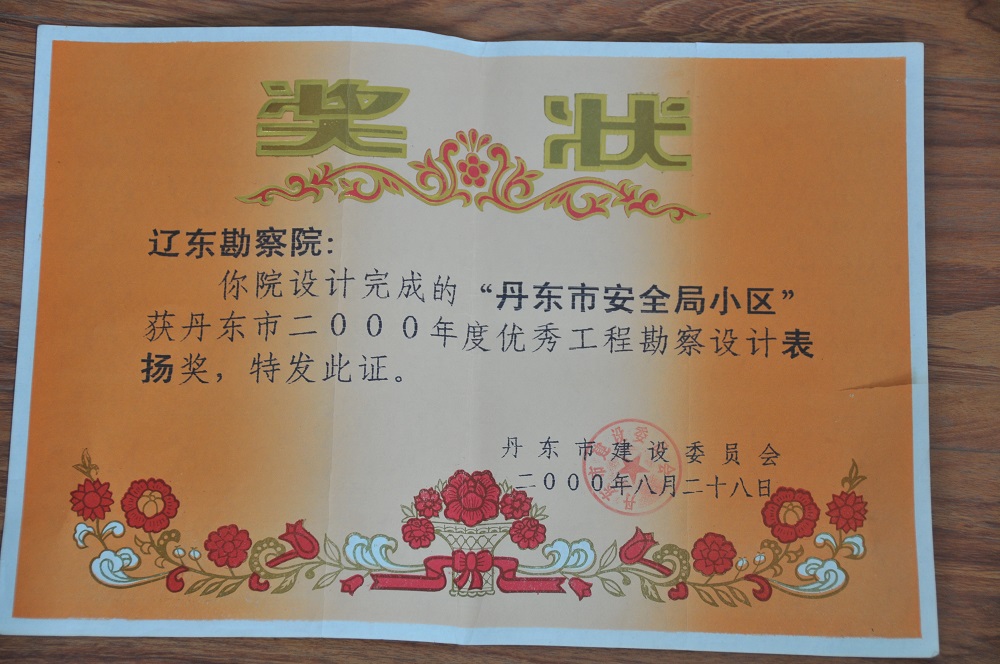 奖状
辽东勘察院：
你院设计完成的“丹东市安全局小区”
获丹东市二000年度优秀工程勘察设计表
扬奖，特发此证。
丹东市建设委员会
二000年八月二十八日